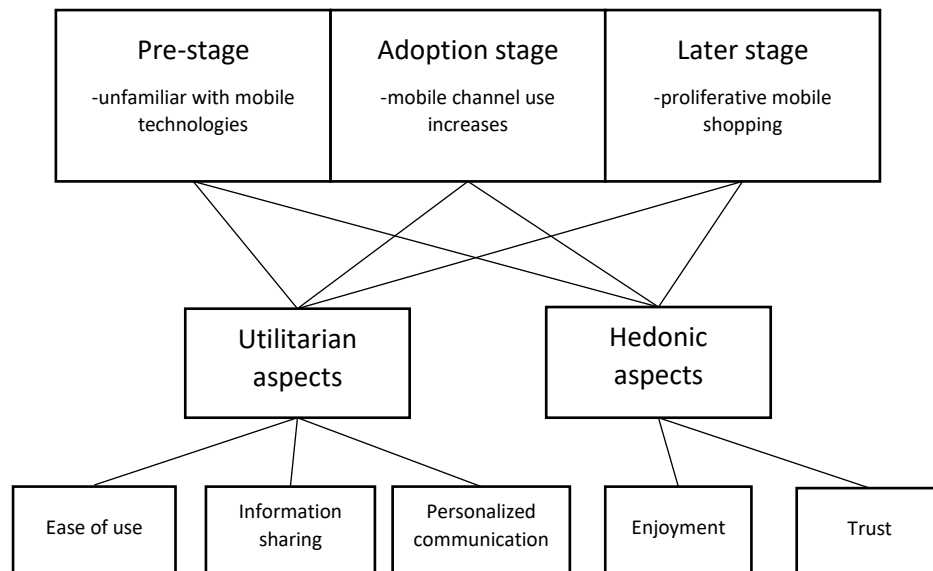 Pre-stage
-unfamiliar with mobile
technologies
Adoption stage
-mobile channel use
increases
Later stage
-proliferative mobile
shopping
Utilitarian
aspects
Hedonic
aspects
Ease of use
Information
sharing
Personalized
communication
Enjoyment
Trust